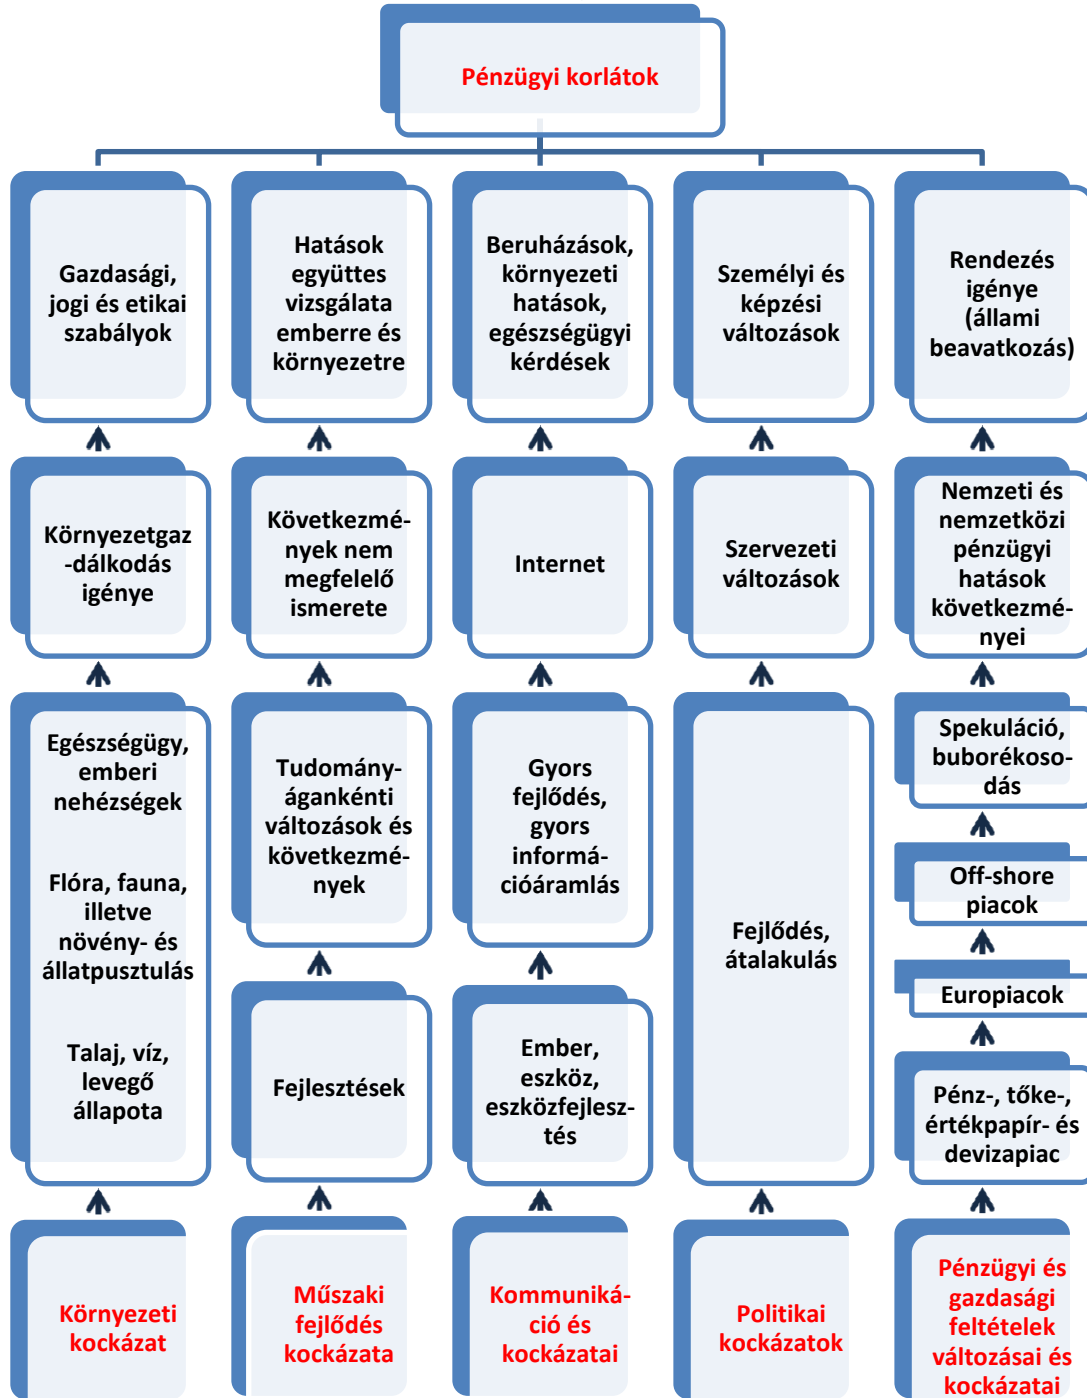 Pénzügyi korlátok
Gazdasági,
jogi és etikai
szabályok
Hatások
együttes
vizsgálata
emberre és
környezetre
Beruházások,
környezeti
hatások,
egészségügyi
kérdések
Személyi és
képzési
változások
Rendezés
igénye
(állami
beavatkozás)
Környezetgaz
-dálkodás
igénye
Következmé-
nyek nem
megfelelő
ismerete
Internet
Szervezeti
változások
Nemzeti és
nemzetközi
pénzügyi
hatások
következmé-
nyei
Egészségügy,
emberi
nehézségek
Flóra, fauna,
illetve
növény- és
állatpusztulás
Talaj, víz,
levegő
állapota
Tudomány-
ágankénti
változások és
következmé-
nyek
Fejlesztések
Gyors
fejlődés,
gyors
informá-
cióáramlás
Ember,
eszköz,
eszközfejlesz-
tés
Fejlődés,
átalakulás
Spekuláció,
buborékoso-
dás
Off-shore
piacok
Europiacok
Pénz-, tőke-,
értékpapír- és
devizapiac
Környezeti
kockázat
Műszaki
fejlődés
kockázata
Kommuniká-
ció és
kockázatai
Politikai
kockázatok
Pénzügyi és
gazdasági
feltételek
változásai és
kockázatai